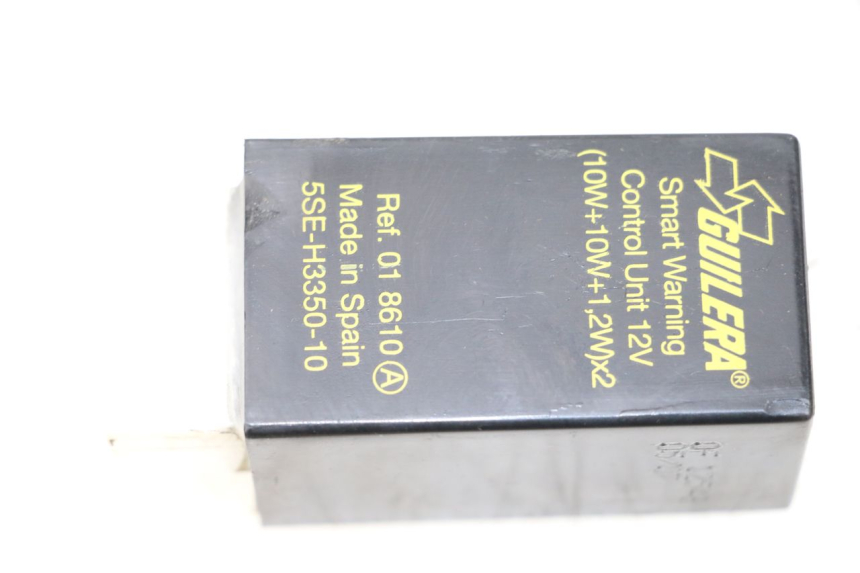 GUILERA®
Smart Warning
Control Unit 12V
(10W+10W+1,2W)x2
Ref. 01 8610 Ⓐ
Made in Spain
5SE-H3350-10